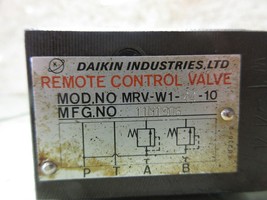 DAIKIN INDUSTRIES,LTD
REMOTE CONTROL VALVE
MOD.NO MRV-W1- -10
MFG.NO
P T A B